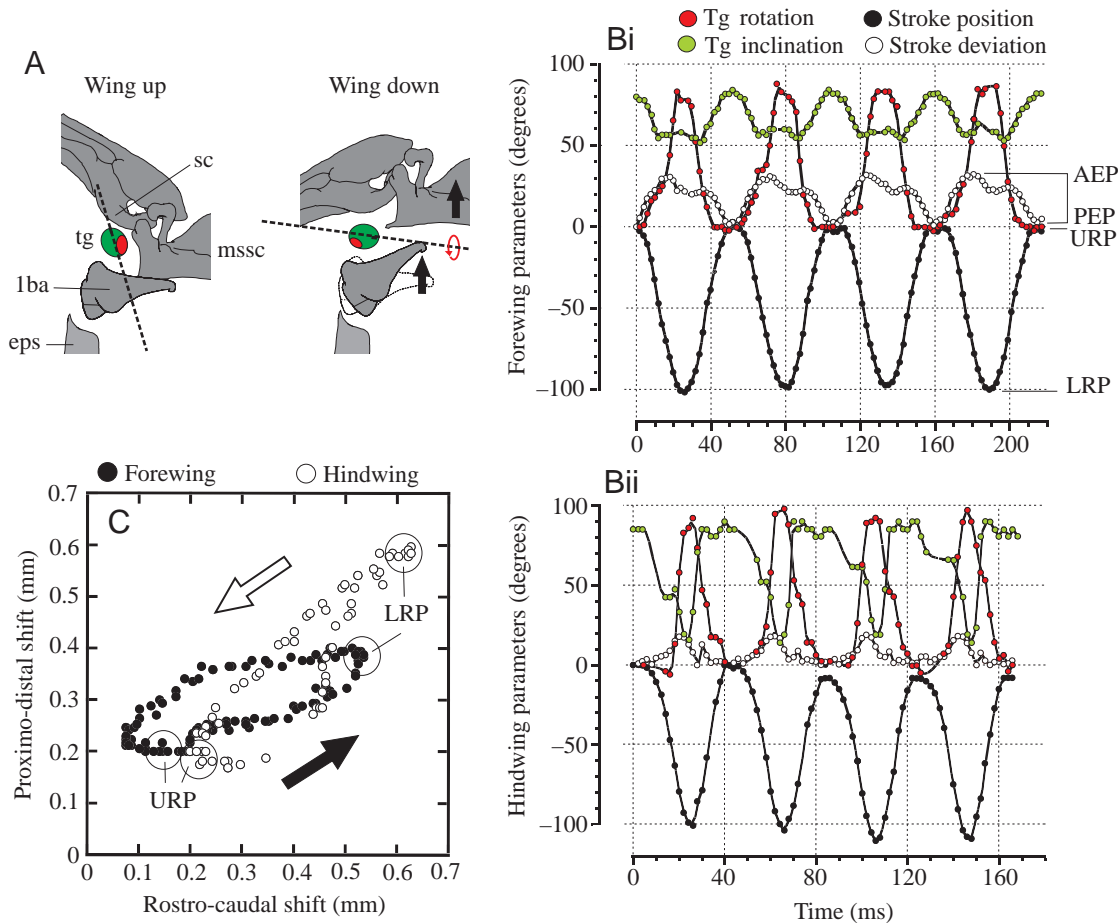 A
Wing up
Wing down
sc
tg
mssc
1ba
eps
Tg rotation
Stroke position
Tg inclination
Stroke deviation
Bi
100
50
0
−50
−100
Forewing parameters (degrees)
AEP
PEP
URP
LRP
0 40 80 120 160 200
Forewing
Hindwing
C
0.7
0.6
0.5
0.4
0.3
0.2
0.1
0
Proximo-distal shift (mm)
LRP
URP
0 0.1 0.2 0.3 0.4 0.5 0.6 0.7
Rostro-caudal shift (mm)
Bii
100
50
0
−50
−100
Hindwing parameters (degrees)
0 40 80 120 160
Time (ms)